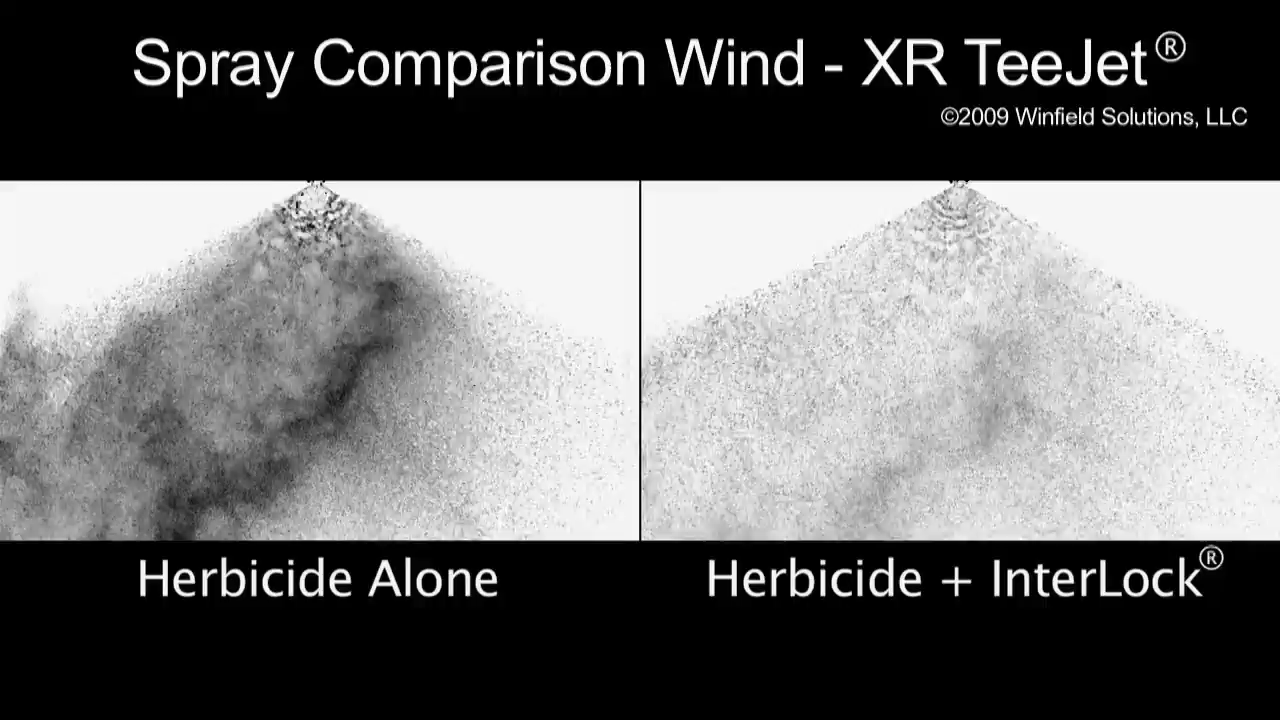 Spray Comparison Wind - XR TeeJet®
©2009 Winfield Solutions, LLC
Herbicide Alone
Herbicide + InterLock®